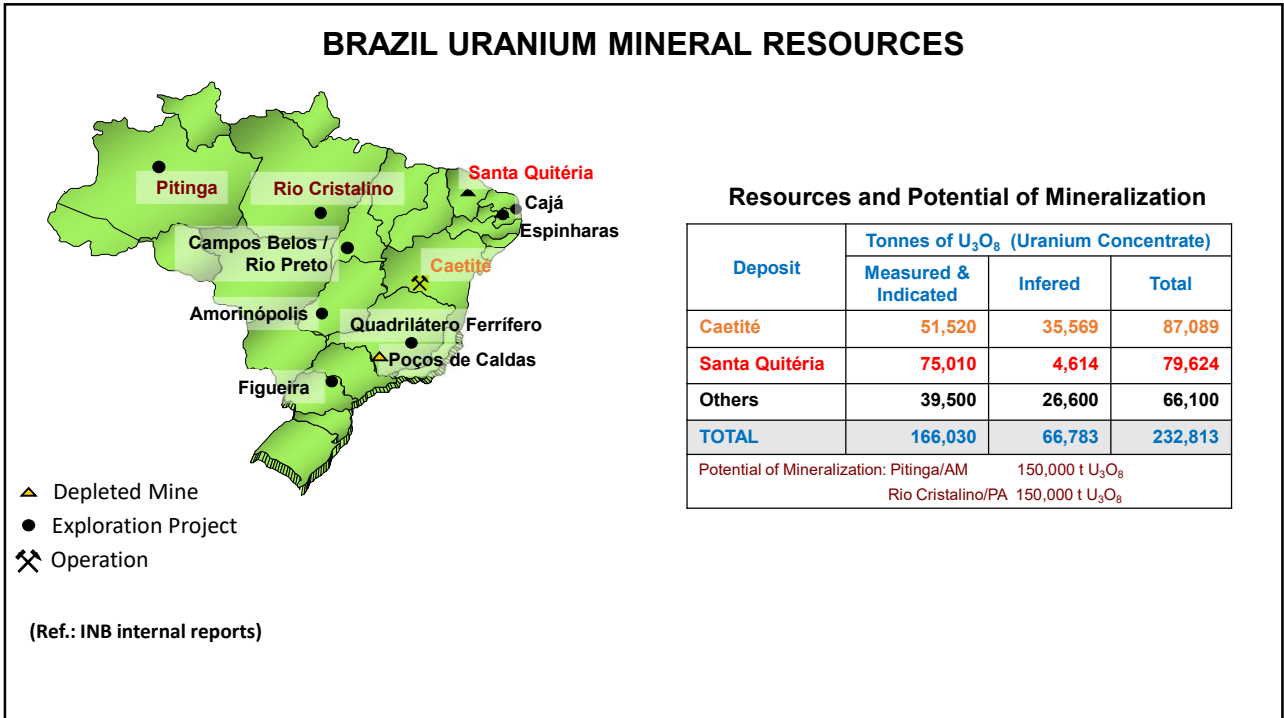 BRAZIL URANIUM MINERAL RESOURCES
Santa Quitéria
Pitinga
Rio Cristalino
Cajá
Espinharas
Campos Belos /
Rio Preto
Caetitè
Amorinópolis
Quadrilátero Ferrífero
Poços de Caldas
Figueira
Depleted Mine
Exploration Project
Operation
(Ref.: INB internal reports)
Resources and Potential of Mineralization
Deposit
Tonnes of U₃O₈ (Uranium Concentrate)
Measured &
Indicated
Infered
Total
Caetité 51,520 35,569 87,089
Santa Quitéria 75,010 4,614 79,624
Others 39,500 26,600 66,100
TOTAL 166,030 66,783 232,813
Potential of Mineralization: Pitinga/AM 150,000 t U₃O₈
Rio Cristalino/PA 150,000 t U₃O₈